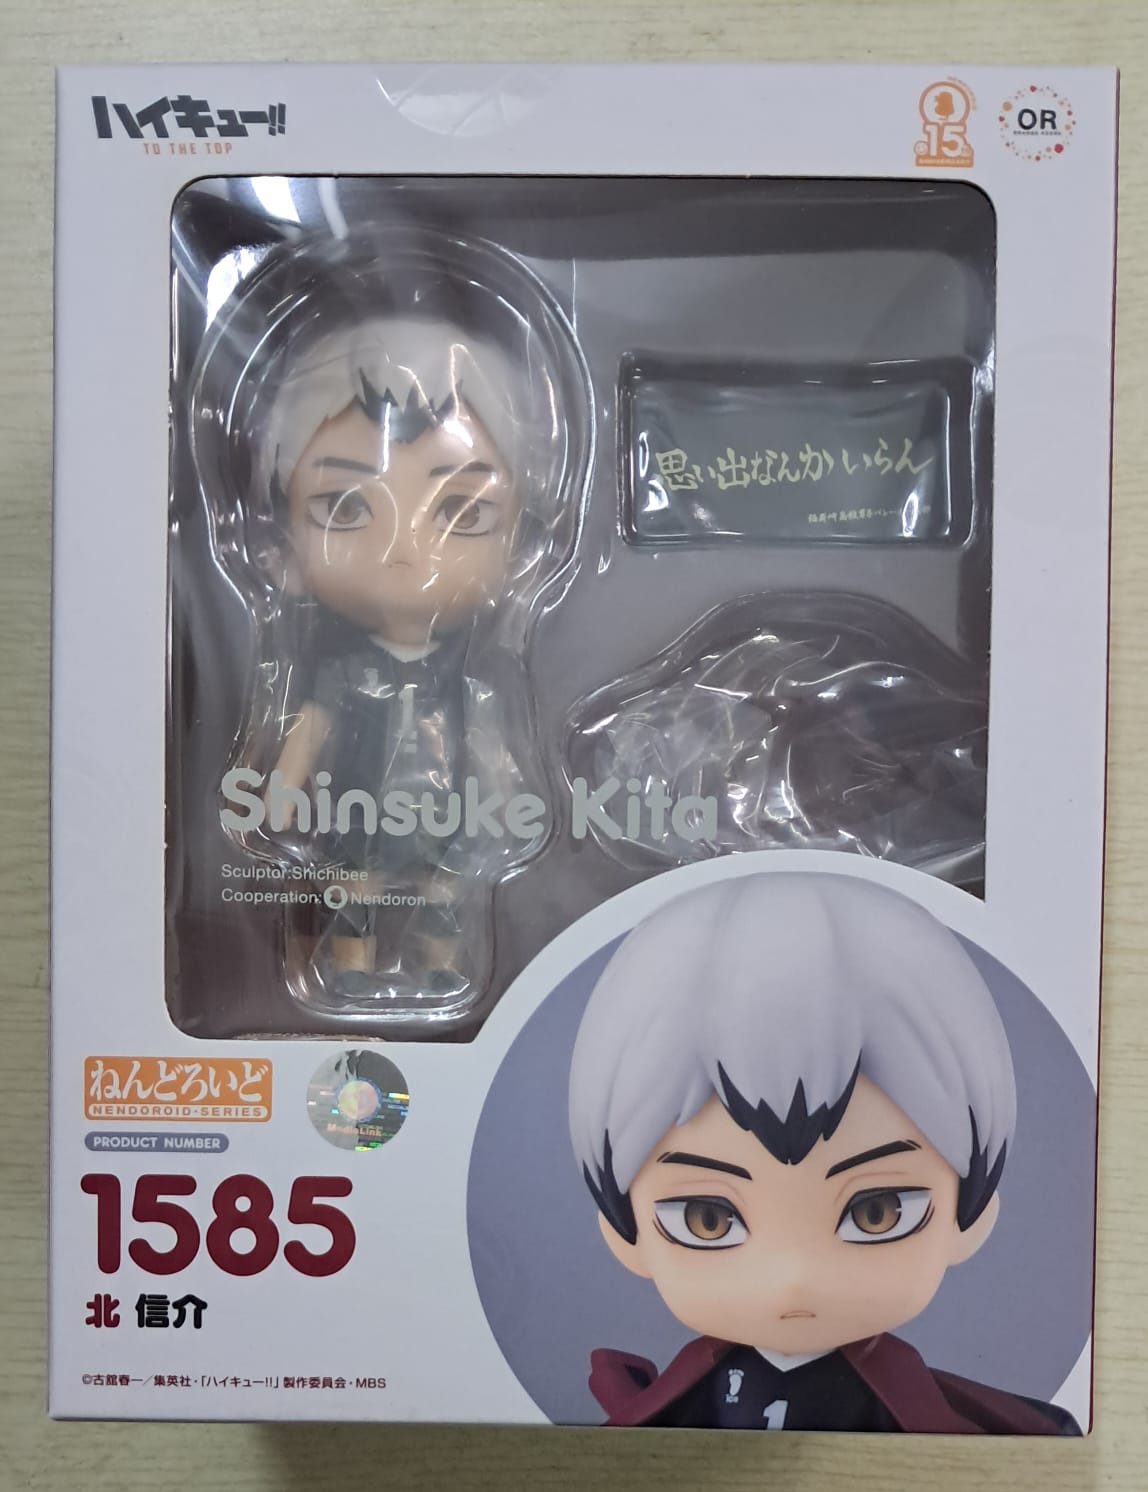 ハイキュー!!
TO THE TOP
15
OR
思い出なんかいらん
Shinsuke Kita
Sculptor:Shichibee
Cooperation: Nendoron
ねんどろいど
NENDOROID·SERIES
MedioLink
PRODUCT NUMBER
1585
北 信介
©古舘春一／集英社・「ハイキュー!!」製作委員会・MBS
1
1